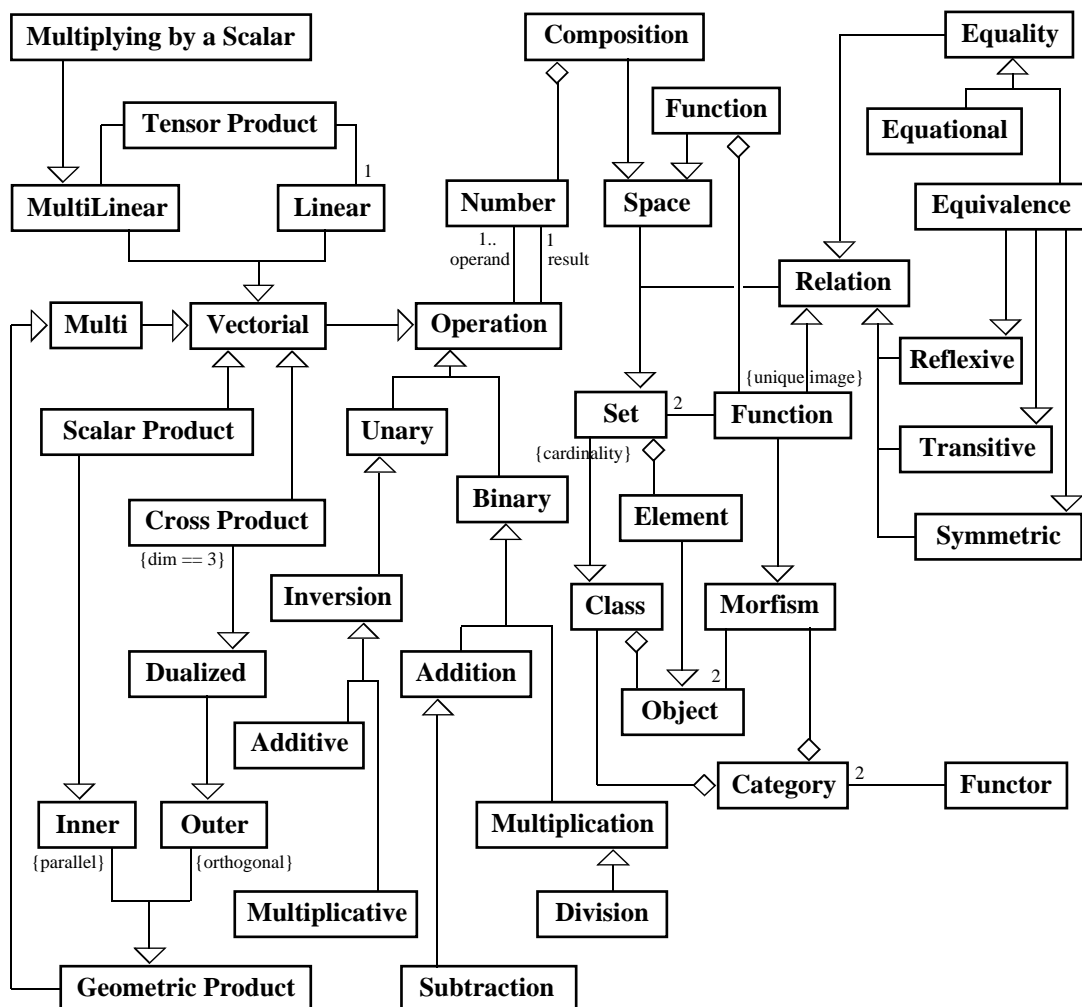 Multiplying by a Scalar
Composition
Equality
Tensor Product
Function
Equational
1
MultiLinear
Linear
Number
Space
Equivalence
1..
operand
1
result
Relation
Multi
Vectorial
Operation
Reflexive
{unique image}
Scalar Product
Unary
Set
2
Function
{cardinality}
Transitive
Binary
Element
Cross Product
{dim == 3}
Symmetric
Inversion
Class
Morfism
Dualized
Addition
2
Object
Additive
Category
2
Functor
Inner
{parallel}
Outer
{orthogonal}
Multiplication
Multiplicative
Division
Geometric Product
Subtraction